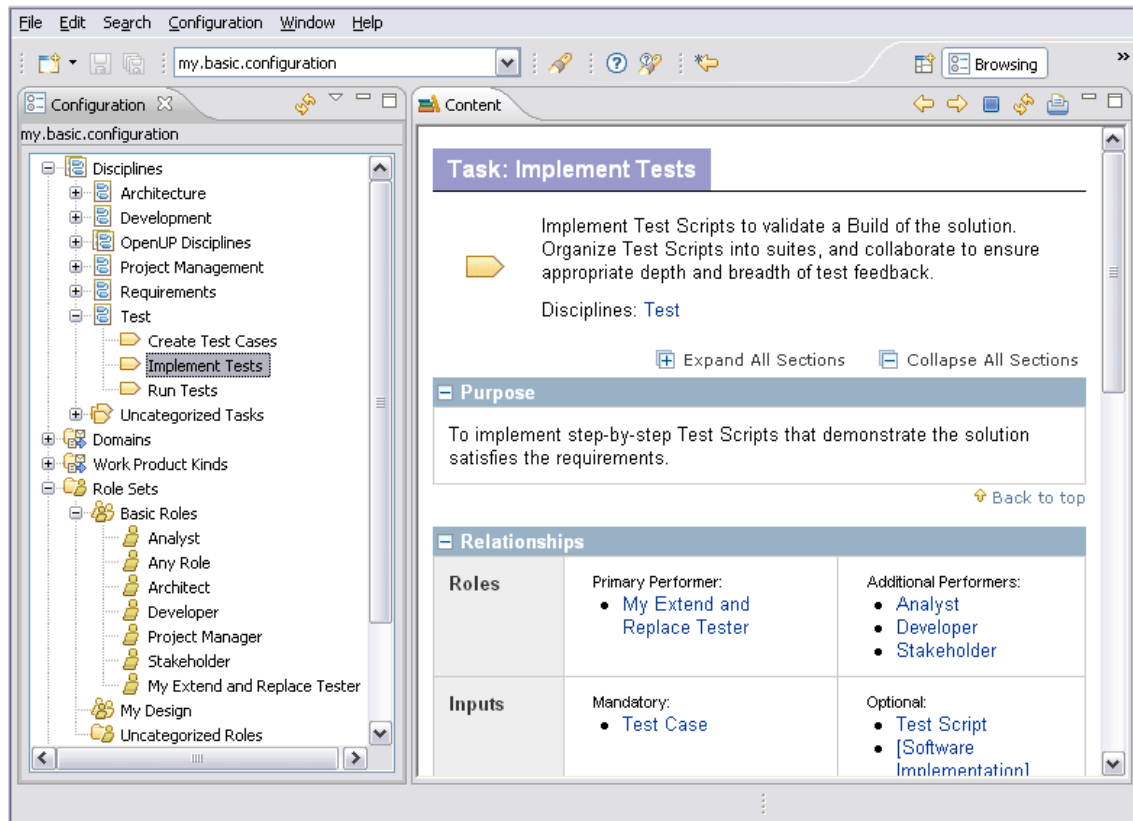 File Edit Search Configuration Window Help
my.basic.configuration
Browsing
»
Configuration
my.basic.configuration
Disciplines
Architecture
Development
OpenUP Disciplines
Project Management
Requirements
Test
Create Test Cases
Implement Tests
Run Tests
Uncategorized Tasks
Domains
Work Product Kinds
Role Sets
Basic Roles
Analyst
Any Role
Architect
Developer
Project Manager
Stakeholder
My Extend and Replace Tester
My Design
Uncategorized Roles
Content
Task: Implement Tests
Implement Test Scripts to validate a Build of the solution.
Organize Test Scripts into suites, and collaborate to ensure
appropriate depth and breadth of test feedback.
Disciplines: Test
Expand All Sections Collapse All Sections
Purpose
To implement step-by-step Test Scripts that demonstrate the solution
satisfies the requirements.
Back to top
Relationships
Roles
Primary Performer:
• My Extend and
Replace Tester
Additional Performers:
• Analyst
• Developer
• Stakeholder
Inputs
Mandatory:
• Test Case
Optional:
• Test Script
• [Software
Implementation]